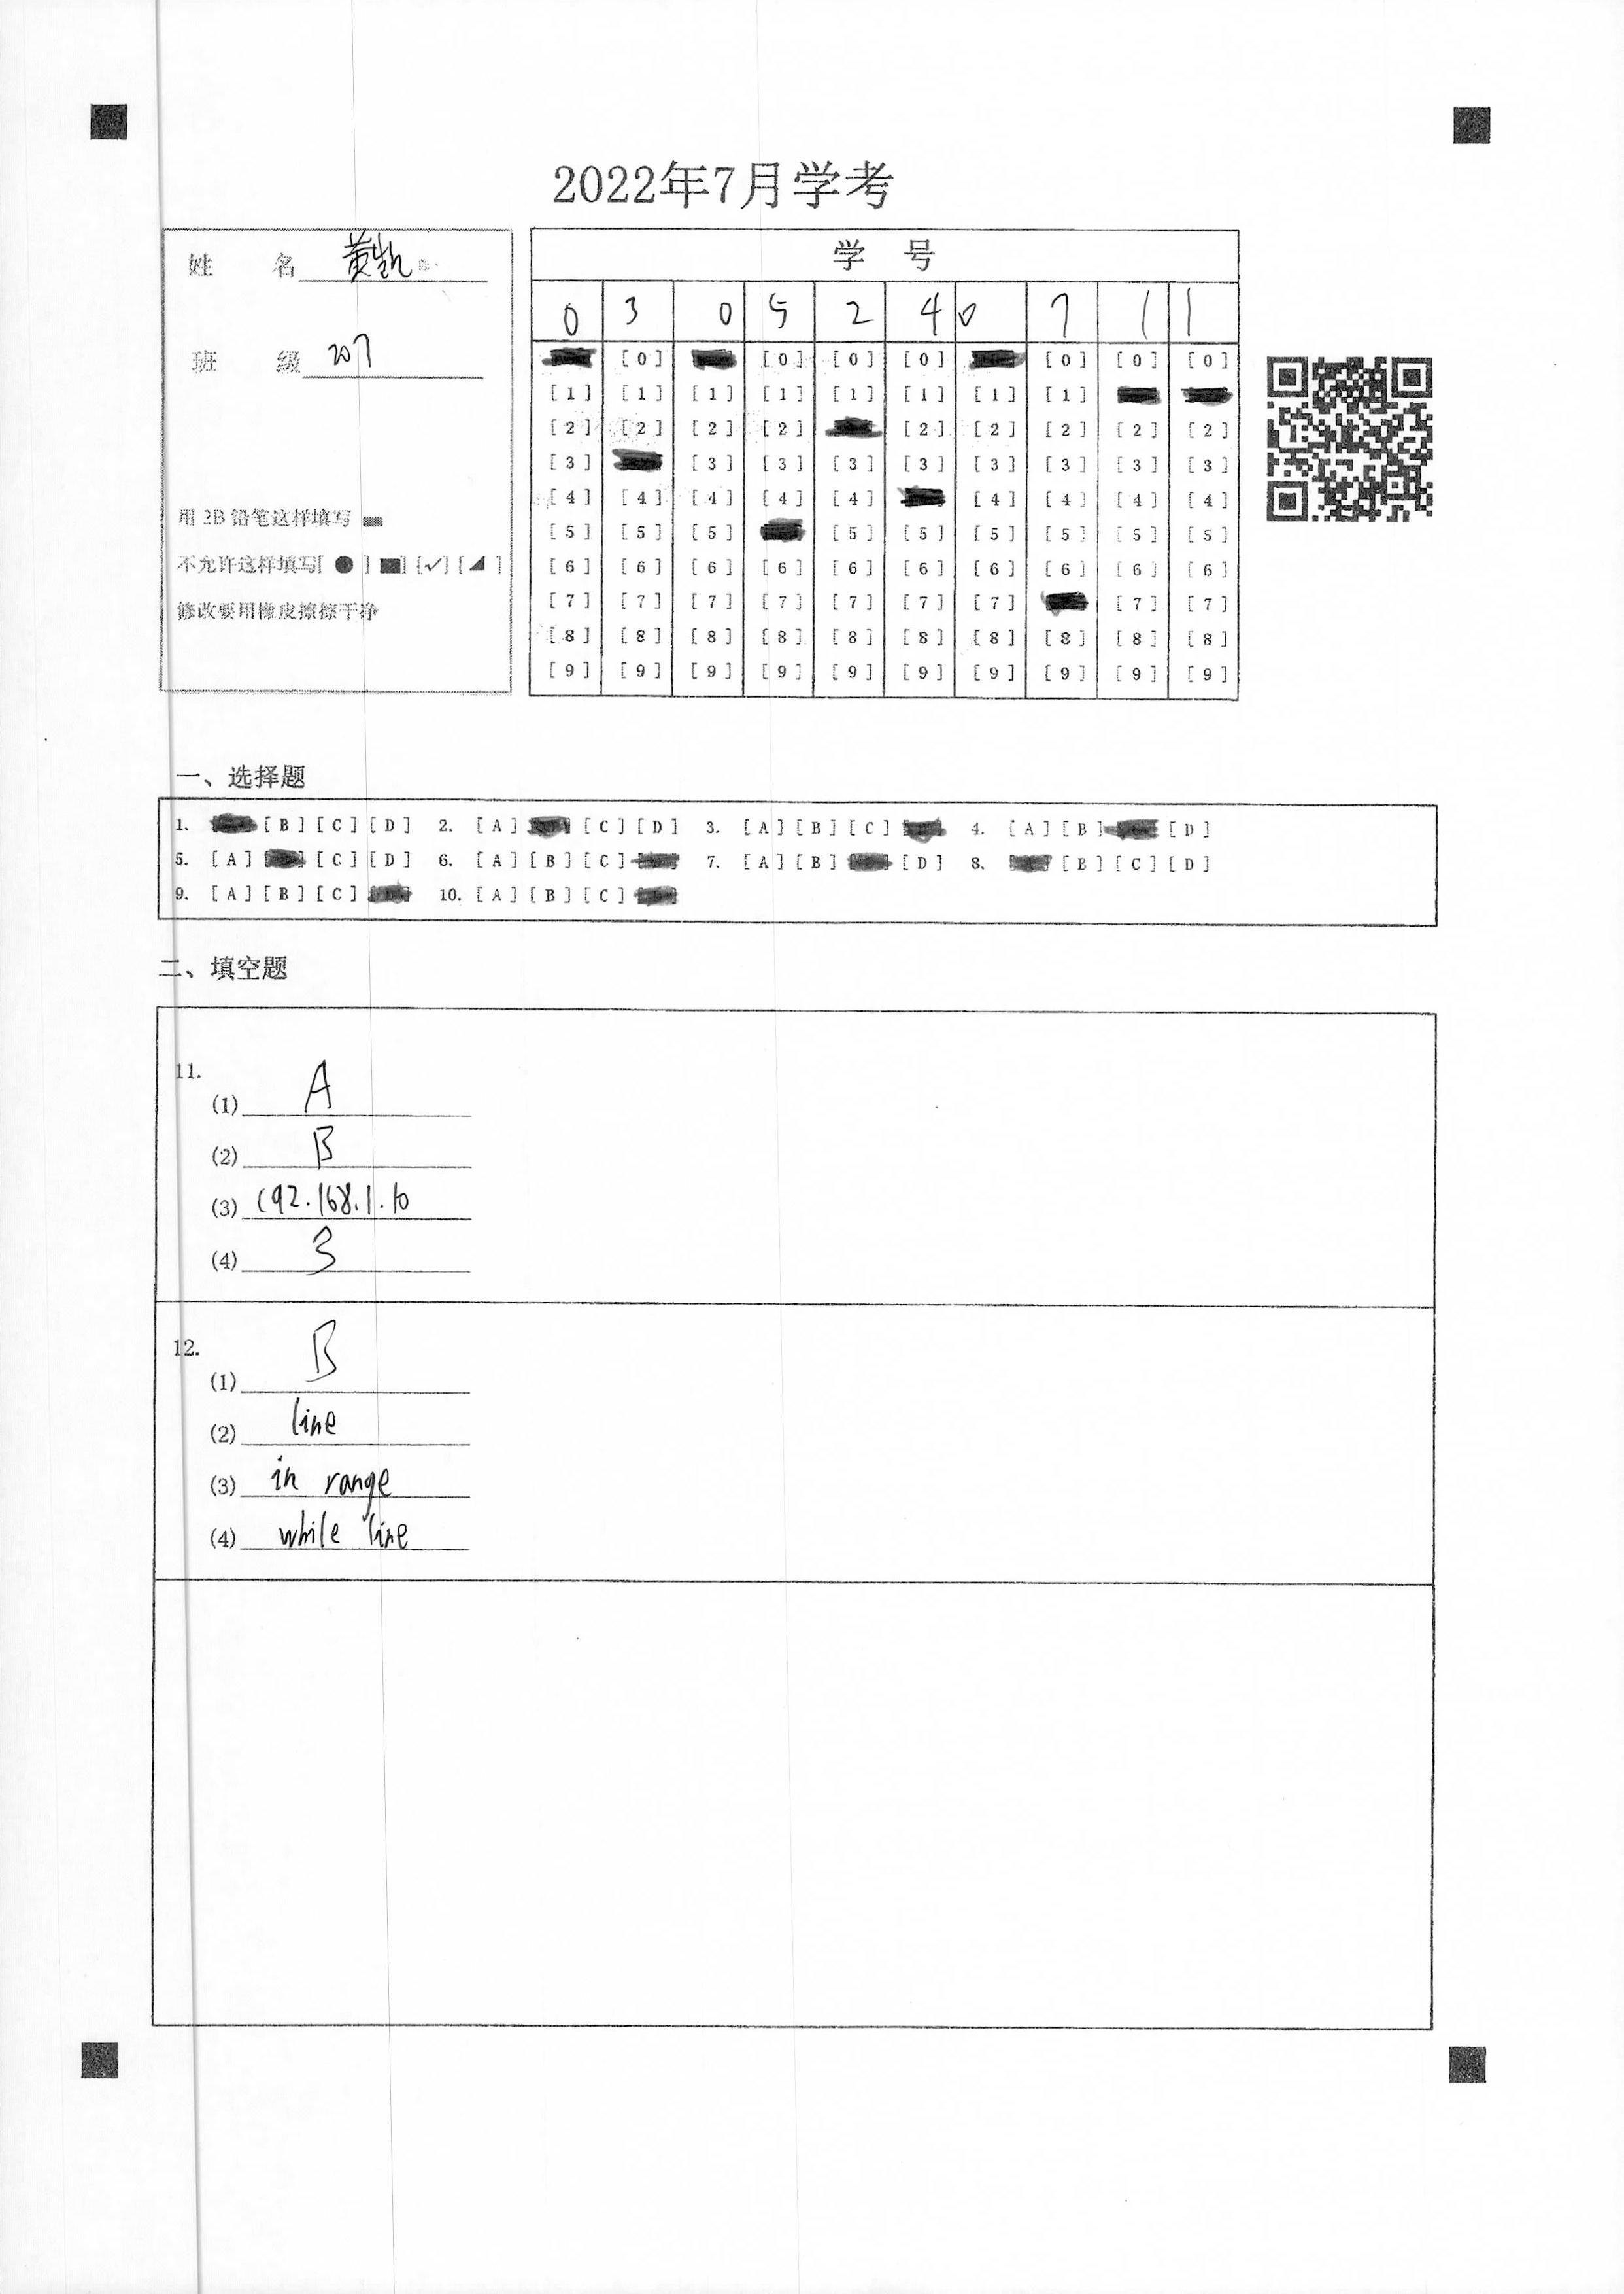 2022年7月学考
姓 名 黄凯
班 级 207
用 2B 铅笔这样填写
不允许这样填写[ ● ] [■] [✓] [◢ ]
修改要用橡皮擦擦干净
学 号
0 3 0 5 2 4 0 7 1 1
[0] [0] [0] [0] [0] [0]
[1] [1] [1] [1] [1] [1] [1] [1]
[2] [2] [2] [2] [2] [2] [2] [2] [2]
[3] [3] [3] [3] [3] [3] [3] [3] [3]
[4] [4] [4] [4] [4] [4] [4] [4] [4]
[5] [5] [5] [5] [5] [5] [5] [5] [5]
[6] [6] [6] [6] [6] [6] [6] [6] [6] [6]
[7] [7] [7] [7] [7] [7] [7] [7] [7]
[8] [8] [8] [8] [8] [8] [8] [8] [8] [8]
[9] [9] [9] [9] [9] [9] [9] [9] [9] [9]
一、选择题
1. [B] [C] [D] 2. [A] [C] [D] 3. [A] [B] [C] 4. [A] [B] [D]
5. [A] [C] [D] 6. [A] [B] [C] 7. [A] [B] [D] 8. [B] [C] [D]
9. [A] [B] [C] 10. [A] [B] [C]
二、填空题
11.
(1) A
(2) B
(3) 192.168.1.10
(4) 3
12.
(1) B
(2) line
(3) in range
(4) while line